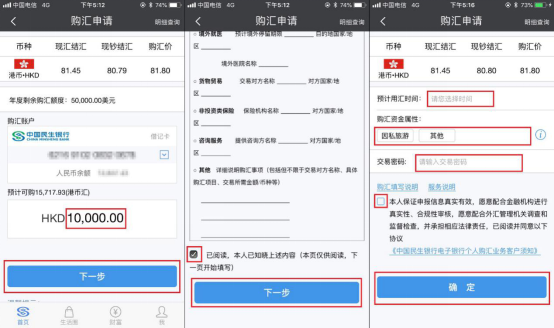 中国电信 4G 下午5:12 74%
购汇申请 明细查询
币种 现汇结汇 现钞结汇 购汇价
港币•HKD 81.45 80.79 81.80
年度剩余购汇额度：50,000.00美元
购汇账户
中国民生银行 借记卡
人民币余额
预计可购15,717.93(港币汇)
HKD 10,000.00
下一步
首页 生活圈 财富 我
中国电信 4G 下午5:12 74%
购汇申请
○ 境外就医 预计境外停留期限 目的地国家/地
区
境外医院名称
○ 货物贸易 交易对方名称 对方国家/地
区
○ 非投资类保险 保险机构名称 对方国家/地
区
○ 咨询服务 提供咨询方名称 对方国家/地
区
○ 其他 详细说明购汇事项（包括但不限于交易对方名称、具体
购汇项目、交易所需金额/币种等）
已阅读，本人已知晓上述内容（本页仅供阅读，下
一页开始填写）
下一步
中国电信 4G 下午5:16 73%
购汇申请 明细查询
币种 现汇结汇 现钞结汇 购汇价
港币•HKD 81.45 80.80 81.80
预计用汇时间： 请您选择时间
购汇资金属性：
因私旅游 其他
交易密码： 请输入交易密码
购汇填写说明 服务说明
本人保证申报信息真实有效，愿意配合金融机构进行
真实性、合规性审核，愿意配合外汇管理机关调查和
监督检查，并承担相应法律责任，已阅读并同意以下
协议
《中国民生银行电子银行个人购汇业务客户须知》
确 定